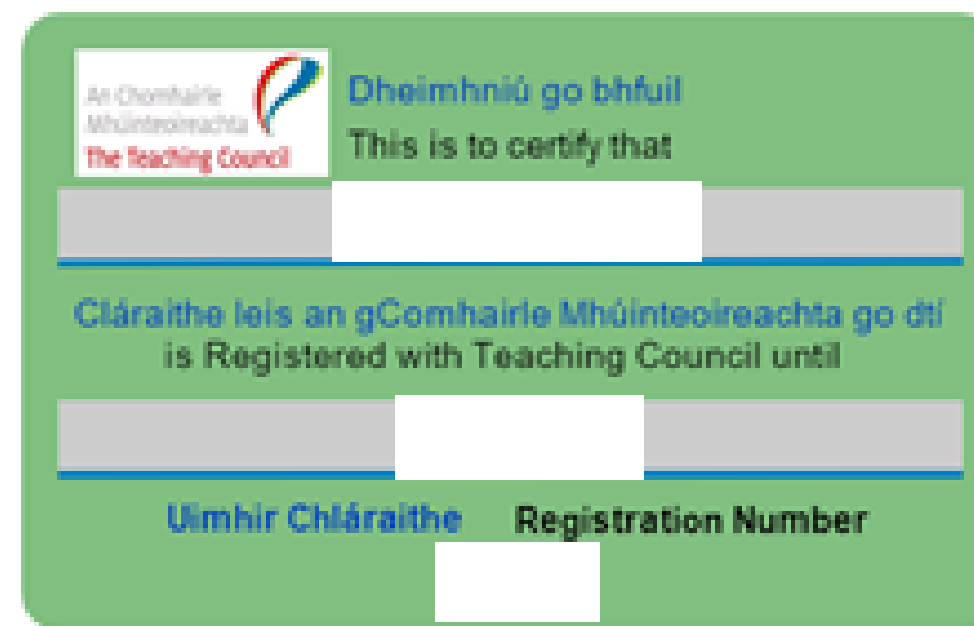 An Chomhairle
Mhúinteoireachta
The Teaching Council
Dheimhniú go bhfuil
This is to certify that
Cláraithe leis an gComhairle Mhúinteoireachta go dtí
is Registered with Teaching Council until
Uimhir Chláraithe Registration Number